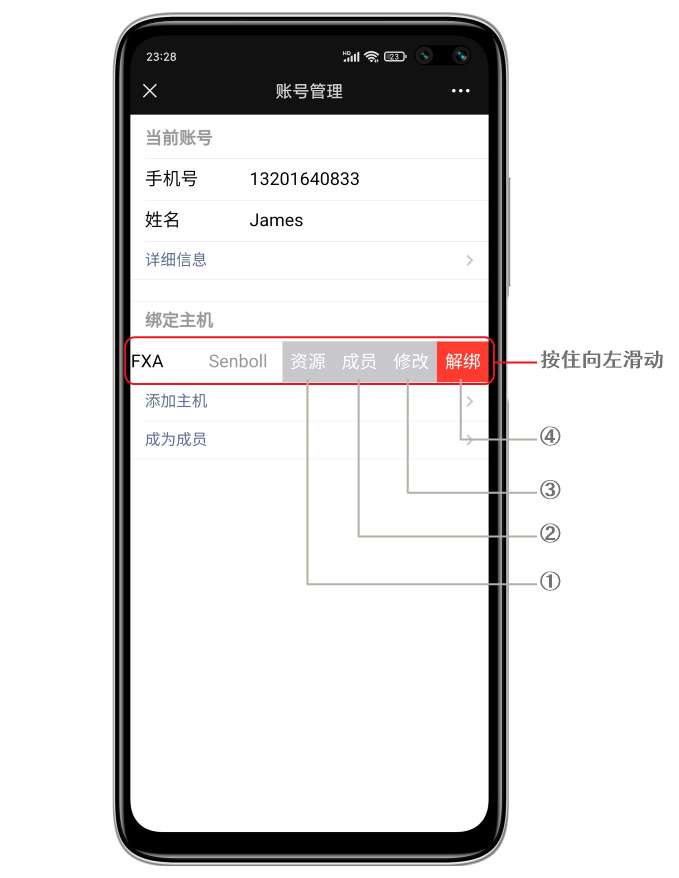 23:28
HD
23
账号管理
当前账号
手机号 13201640833
姓名 James
详细信息
绑定主机
FXA Senboll 资源 成员 修改 解绑
按住向左滑动
添加主机
成为成员
④
③
②
①